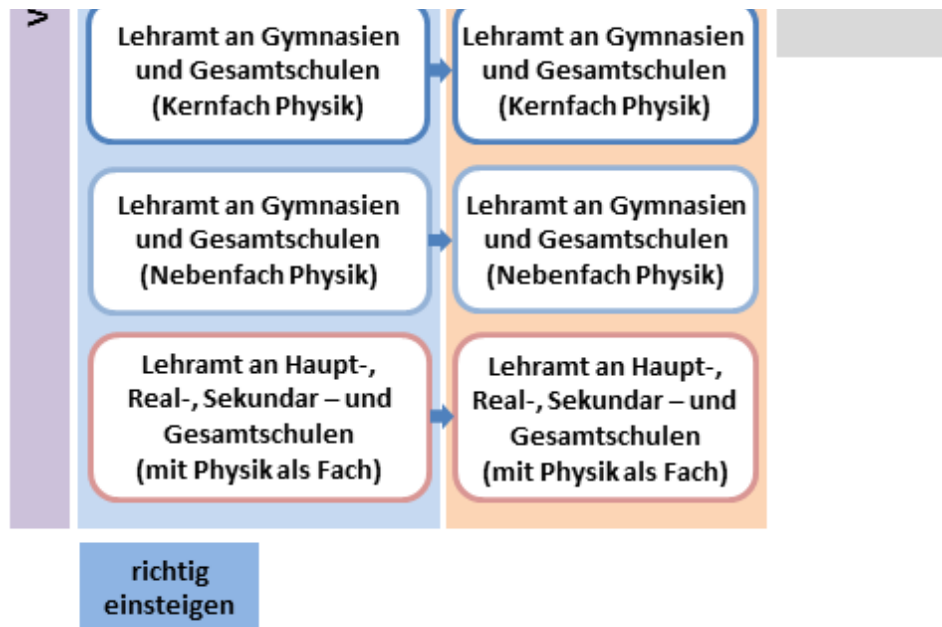 Lehramt an Gymnasien
und Gesamtschulen
(Kernfach Physik)
Lehramt an Gymnasien
und Gesamtschulen
(Kernfach Physik)
Lehramt an Gymnasien
und Gesamtschulen
(Nebenfach Physik)
Lehramt an Gymnasien
und Gesamtschulen
(Nebenfach Physik)
Lehramt an Haupt-,
Real-, Sekundar – und
Gesamtschulen
(mit Physik als Fach)
Lehramt an Haupt-,
Real-, Sekundar – und
Gesamtschulen
(mit Physik als Fach)
richtig
einsteigen